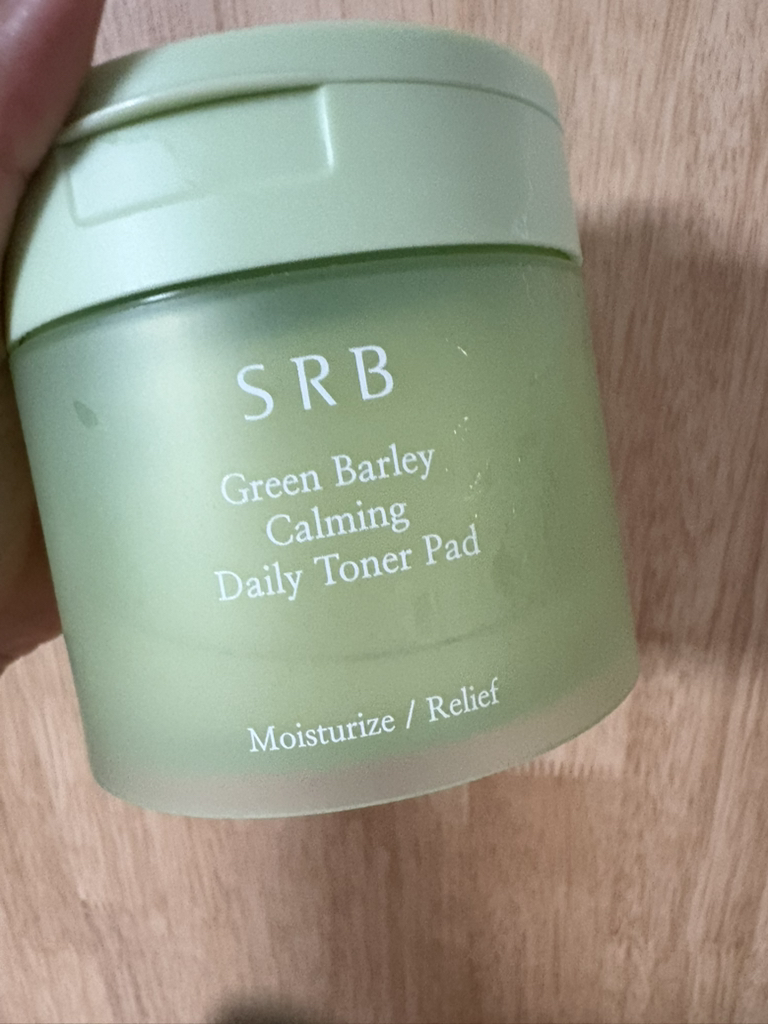 SRB
Green Barley
Calming
Daily Toner Pad
Moisturize / Relief